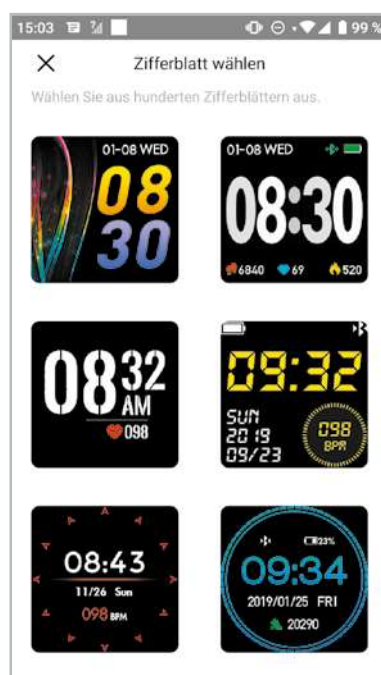 15:03 99 %
Zifferblatt wählen
Wählen Sie aus hunderten Zifferblättern aus.
01-08 WED
08
30
01-08 WED
08:30
6840 69 520
08 32
AM
098
09:32
SUN
2019
09/23
098
BPM
08:43
11/26 Sun
098 BPM
23%
09:34
2019/01/25 FRI
20290